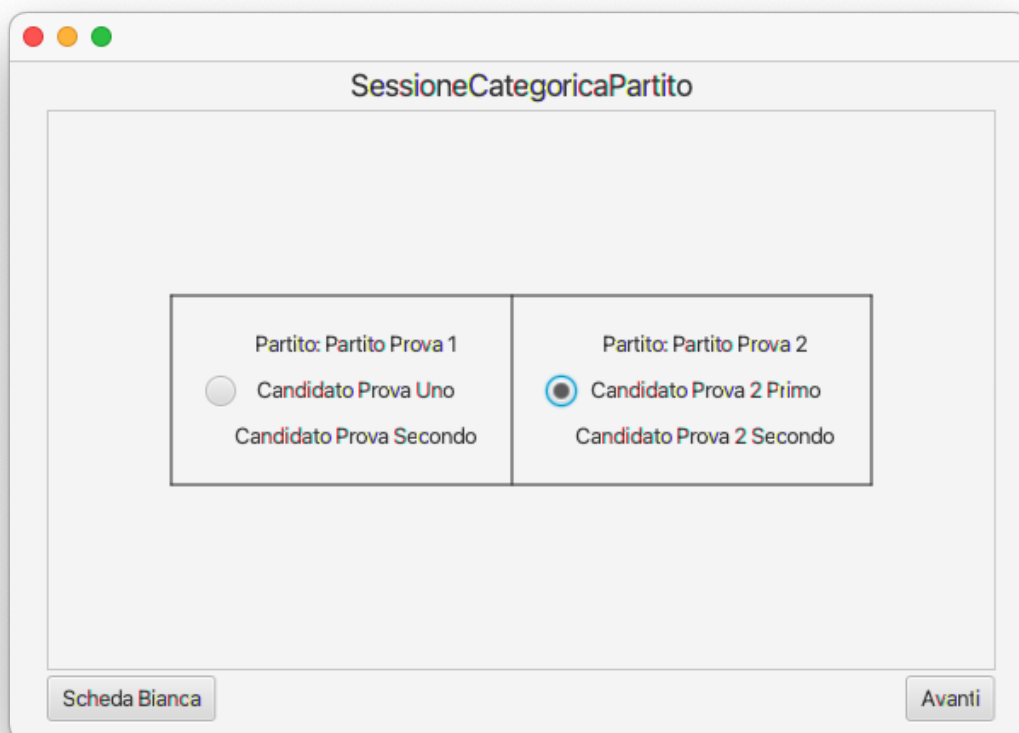 SessioneCategoricaPartito
Partito: Partito Prova 1
Candidato Prova Uno
Candidato Prova Secondo
Partito: Partito Prova 2
Candidato Prova 2 Primo
Candidato Prova 2 Secondo
Scheda Bianca
Avanti